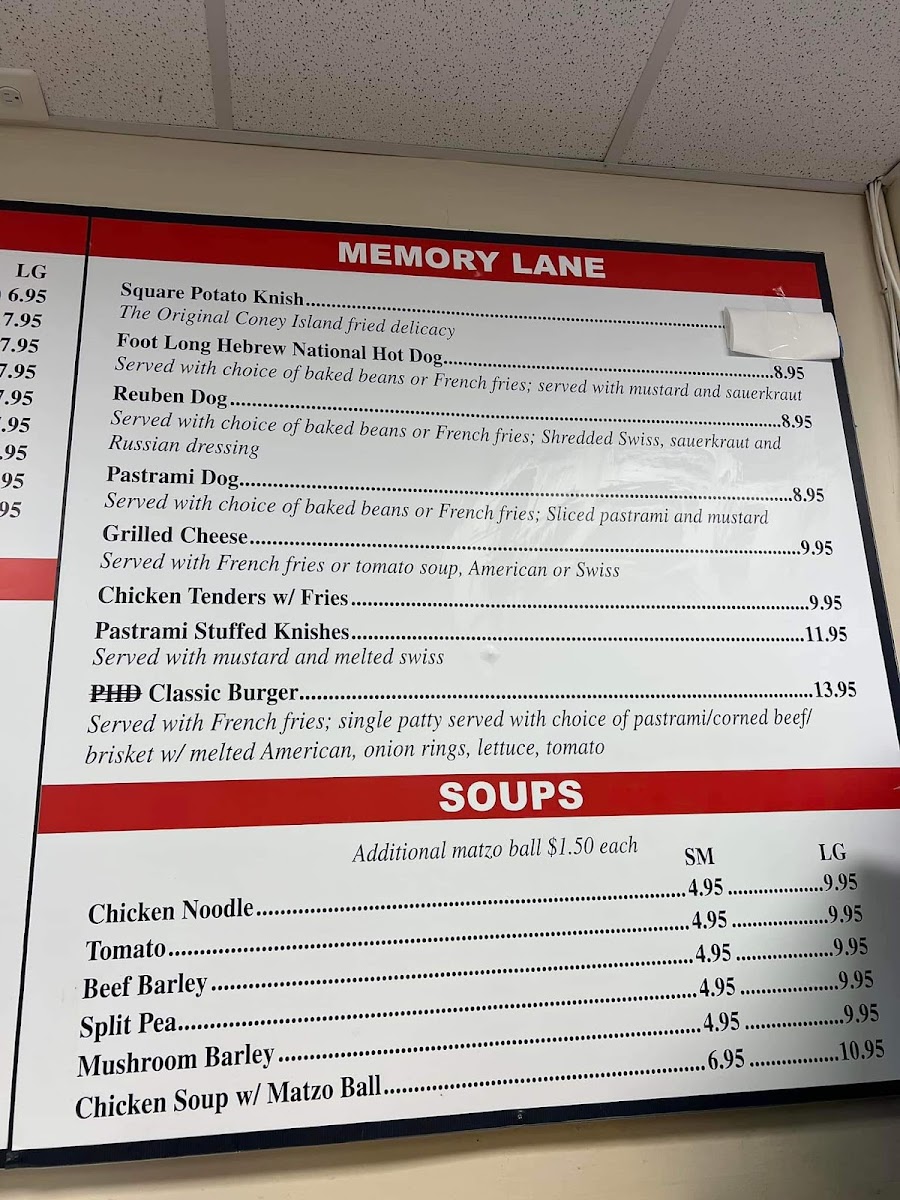 LG
6.95
7.95
7.95
7.95
7.95
.95
.95
95
95
MEMORY LANE
Square Potato Knish
The Original Coney Island fried delicacy
Foot Long Hebrew National Hot Dog 8.95
Served with choice of baked beans or French fries; served with mustard and sauerkraut
Reuben Dog 8.95
Served with choice of baked beans or French fries; Shredded Swiss, sauerkraut and
Russian dressing
Pastrami Dog 8.95
Served with choice of baked beans or French fries; Sliced pastrami and mustard
Grilled Cheese 9.95
Served with French fries or tomato soup, American or Swiss
Chicken Tenders w/ Fries 9.95
Pastrami Stuffed Knishes 11.95
Served with mustard and melted swiss
PHD Classic Burger 13.95
Served with French fries; single patty served with choice of pastrami/corned beef/
brisket w/ melted American, onion rings, lettuce, tomato
SOUPS
Additional matzo ball $1.50 each
SM LG
Chicken Noodle 4.95 9.95
Tomato 4.95 9.95
Beef Barley 4.95 9.95
Split Pea 4.95 9.95
Mushroom Barley 4.95 9.95
Chicken Soup w/ Matzo Ball 6.95 10.95